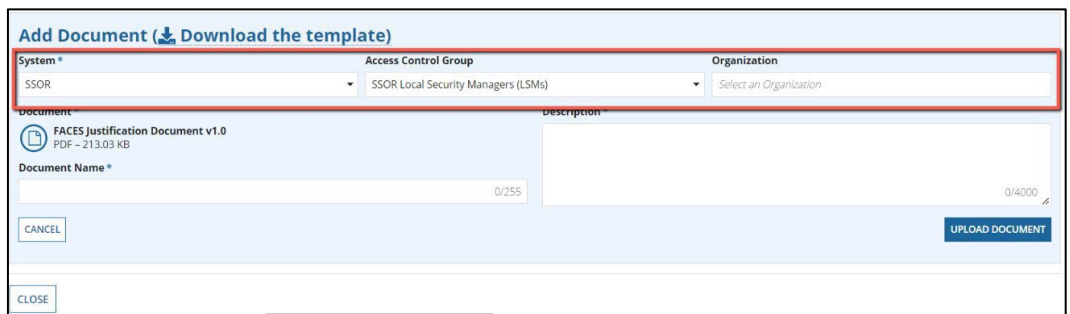 Add Document (Download the template)
System *
Access Control Group
Organization
SSOR
SSOR Local Security Managers (LSMs)
Select an Organization
Document *
Description *
FACES Justification Document v1.0
PDF – 213.03 KB
Document Name *
0/255
0/4000
CANCEL
UPLOAD DOCUMENT
CLOSE